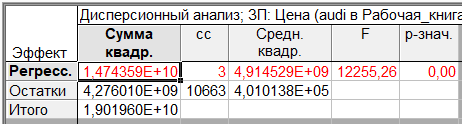 Дисперсионный анализ; ЗП: Цена (audi в Рабочая_книга
Эффект Сумма квадр. сс Средн. квадр. F p-знач.
Регресс. 1,474359E+10 3 4,914529E+09 12255,26 0,00
Остатки 4,276010E+09 10663 4,010138E+05
Итого 1,901960E+10